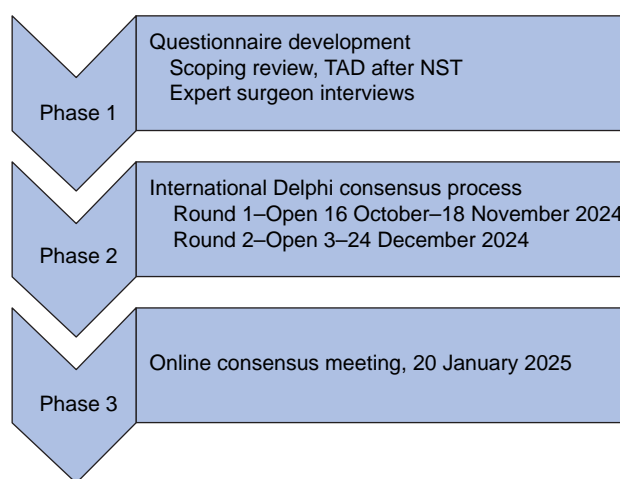 Phase 1
Questionnaire development
Scoping review, TAD after NST
Expert surgeon interviews
Phase 2
International Delphi consensus process
Round 1–Open 16 October–18 November 2024
Round 2–Open 3–24 December 2024
Phase 3
Online consensus meeting, 20 January 2025